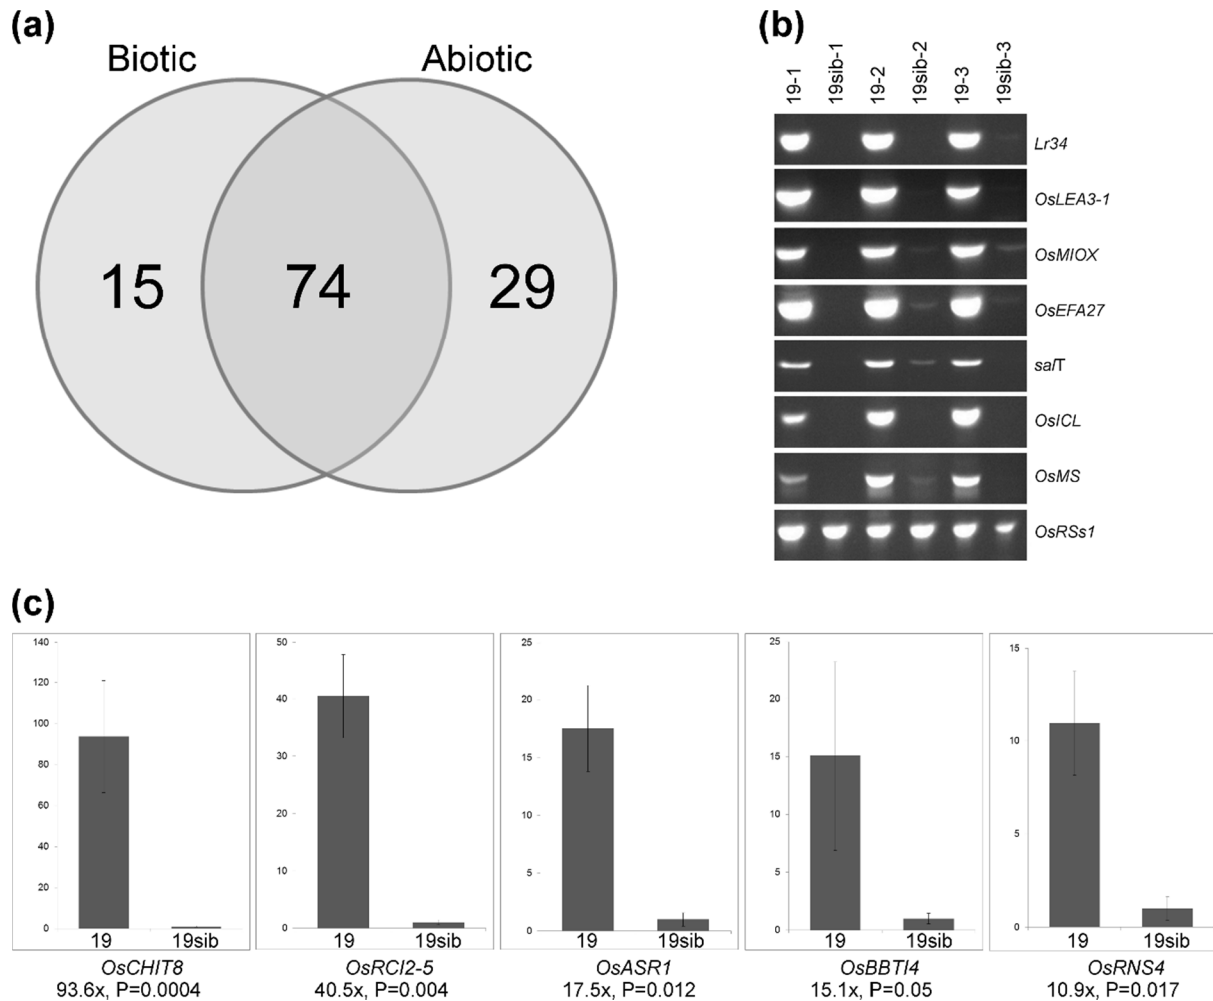 (a)
Biotic
Abiotic
15
74
29
(b)
19-1
19sib-1
19-2
19sib-2
19-3
19sib-3
Lr34
OsLEA3-1
OsMIOX
OsEFA27
salT
OsICL
OsMS
OsRSs1
(c)
140
120
100
80
60
40
20
0
19
19sib
OsCHIT8
93.6x, P=0.0004
50
40
30
20
10
0
19
19sib
OsRCI2-5
40.5x, P=0.004
25
20
15
10
5
0
19
19sib
OsASR1
17.5x, P=0.012
25
20
15
10
5
0
19
19sib
OsBBTI4
15.1x, P=0.05
15
10
5
0
19
19sib
OsRNS4
10.9x, P=0.017